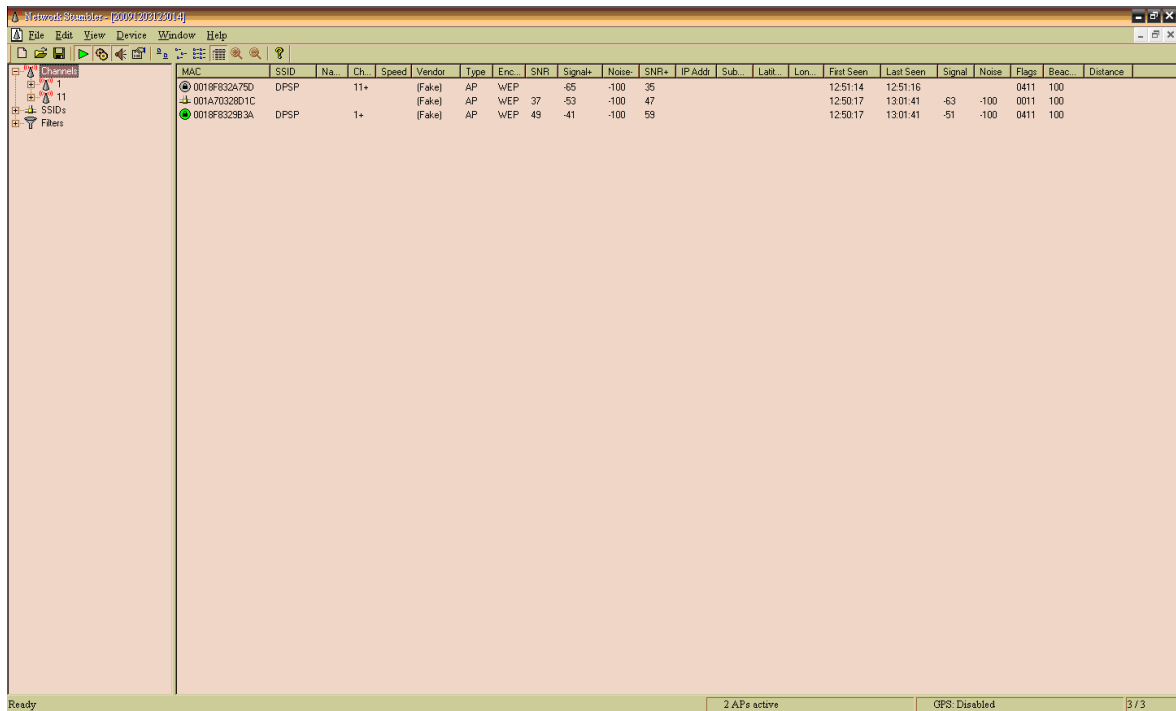 Network Stumbler - [20091203125014]
File Edit View Device Window Help
Channels
1
11
SSIDs
Filters
MAC SSID Na... Ch... Speed Vendor Type Enc... SNR Signal+ Noise- SNR+ IP Addr Sub... Latit... Lon... First Seen Last Seen Signal Noise Flags Beac... Distance
0018F832A75D DPSP 11+ (Fake) AP WEP -65 -100 35 12:51:14 12:51:16 0411 100
001A70328D1C (Fake) AP WEP 37 -53 -100 47 12:50:17 13:01:41 -63 -100 0011 100
0018F8329B3A DPSP 1+ (Fake) AP WEP 49 -41 -100 59 12:50:17 13:01:41 -51 -100 0411 100
Ready 2 APs active GPS: Disabled 3 / 3